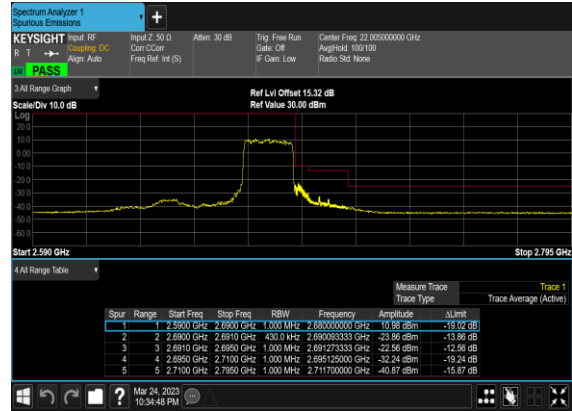 Spectrum Analyzer 1
Spurious Emissions
KEYSIGHT Input: RF Input Z: 50 Ω Atten: 30 dB Trig: Free Run Center Freq: 22.005000000 GHz
R T Coupling: DC Corr CCorr Gate: Off Avg|Hold: 100/100
Align: Auto Freq Ref: Int (S) IF Gain: Low Radio Std: None
PASS
3 All Range Graph
Ref Lvl Offset 15.32 dB
Scale/Div 10.0 dB Ref Value 30.00 dBm
Log
20.0
10.0
0.00
-10.0
-20.0
-30.0
-40.0
-50.0
-60.0
Start 2.590 GHz Stop 2.795 GHz
4 All Range Table
Measure Trace Trace 1
Trace Type Trace Average (Active)
Spur Range Start Freq Stop Freq RBW Frequency Amplitude ΔLimit
1 1 2.5900 GHz 2.6900 GHz 1.000 MHz 2.680000000 GHz 10.98 dBm -19.02 dB
2 2 2.6900 GHz 2.6910 GHz 430.0 kHz 2.690093333 GHz -23.86 dBm -13.86 dB
3 3 2.6910 GHz 2.6950 GHz 1.000 MHz 2.691273333 GHz -22.56 dBm -12.56 dB
4 4 2.6950 GHz 2.7100 GHz 1.000 MHz 2.695125000 GHz -32.24 dBm -19.24 dB
5 5 2.7100 GHz 2.7950 GHz 1.000 MHz 2.711700000 GHz -40.87 dBm -15.87 dB
?
Mar 24, 2023
10:34:48 PM